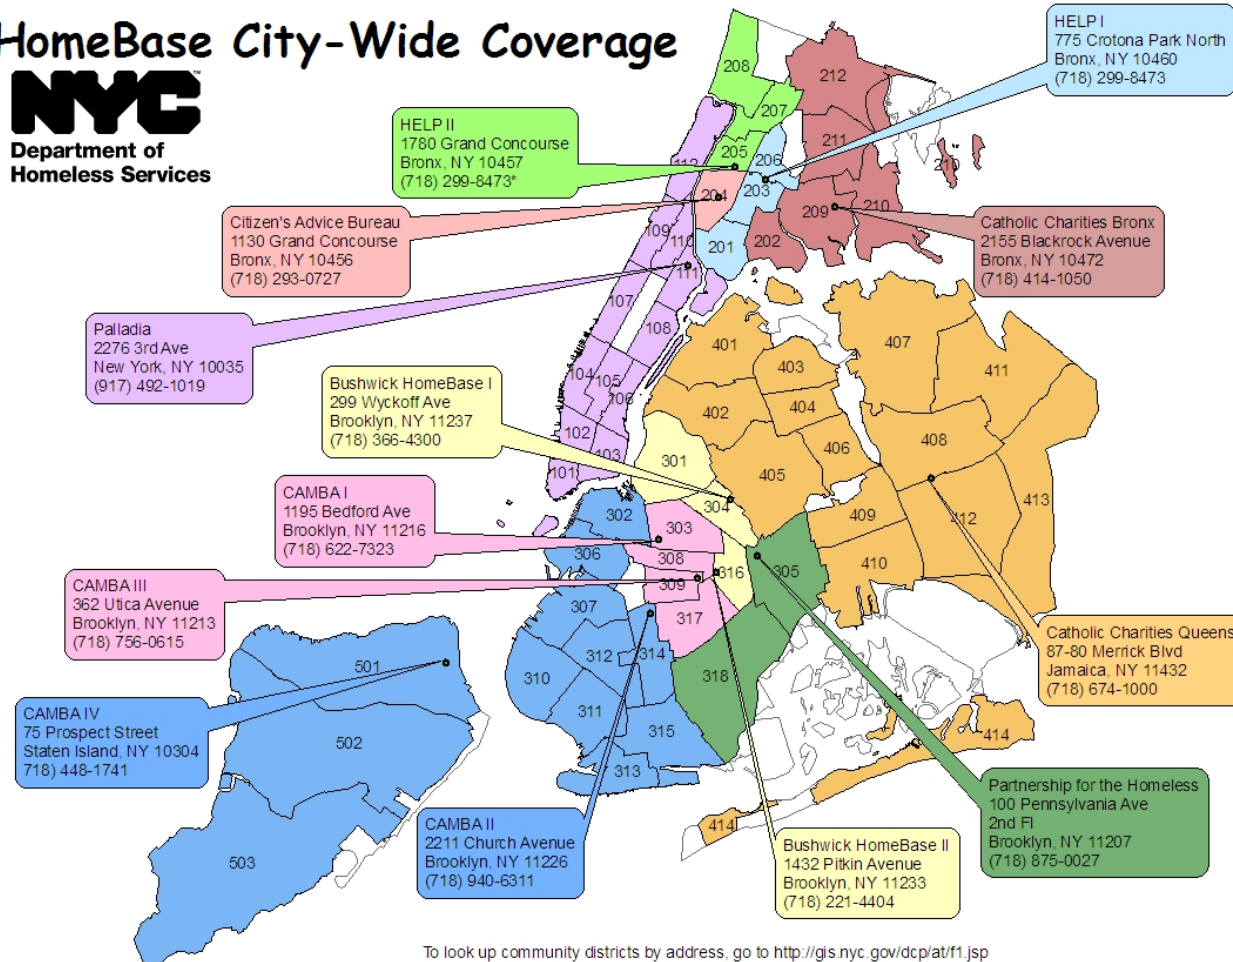 HomeBase City-Wide Coverage
NYC
Department of
Homeless Services
HELP I
775 Crotona Park North
Bronx, NY 10460
(718) 299-8473
HELP II
1780 Grand Concourse
Bronx, NY 10457
(718) 299-8473*
Citizen's Advice Bureau
1130 Grand Concourse
Bronx, NY 10456
(718) 293-0727
Catholic Charities Bronx
2155 Blackrock Avenue
Bronx, NY 10472
(718) 414-1050
Palladia
2276 3rd Ave
New York, NY 10035
(917) 492-1019
Bushwick HomeBase I
299 Wyckoff Ave
Brooklyn, NY 11237
(718) 366-4300
CAMBA I
1195 Bedford Ave
Brooklyn, NY 11216
(718) 622-7323
CAMBA III
362 Utica Avenue
Brooklyn, NY 11213
(718) 756-0615
CAMBA IV
75 Prospect Street
Staten Island, NY 10304
718) 448-1741
CAMBA II
2211 Church Avenue
Brooklyn, NY 11226
(718) 940-6311
Bushwick HomeBase II
1432 Pitkin Avenue
Brooklyn, NY 11233
(718) 221-4404
Partnership for the Homeless
100 Pennsylvania Ave
2nd Fl
Brooklyn, NY 11207
(718) 875-0027
Catholic Charities Queens
87-80 Merrick Blvd
Jamaica, NY 11432
(718) 674-1000
208
212
207
211
205
206
112
210
204
203
209
210
109
110
201
202
111
107
108
401
407
403
411
104
105
106
402
404
408
102
103
406
301
405
101
304
413
302
303
409
412
306
308
316
305
410
309
307
317
312
314
501
310
318
311
315
502
414
313
414
503
To look up community districts by address, go to http://gis.nyc.gov/dcp/at/f1.jsp